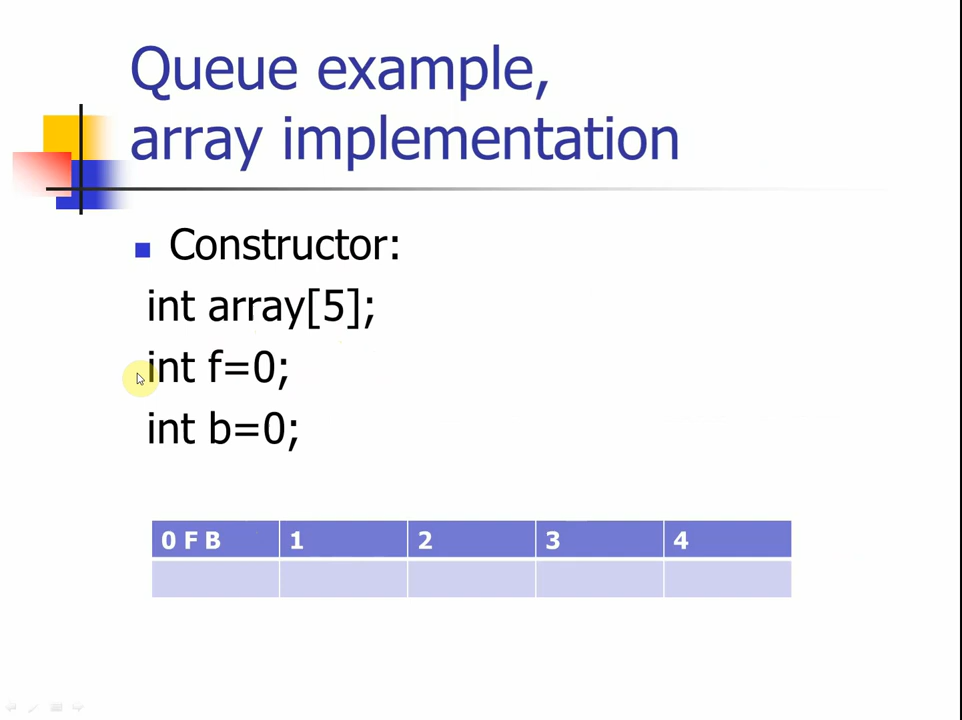 Queue example,
array implementation
Constructor:
int array[5];
int f=0;
int b=0;
0 F B 1 2 3 4